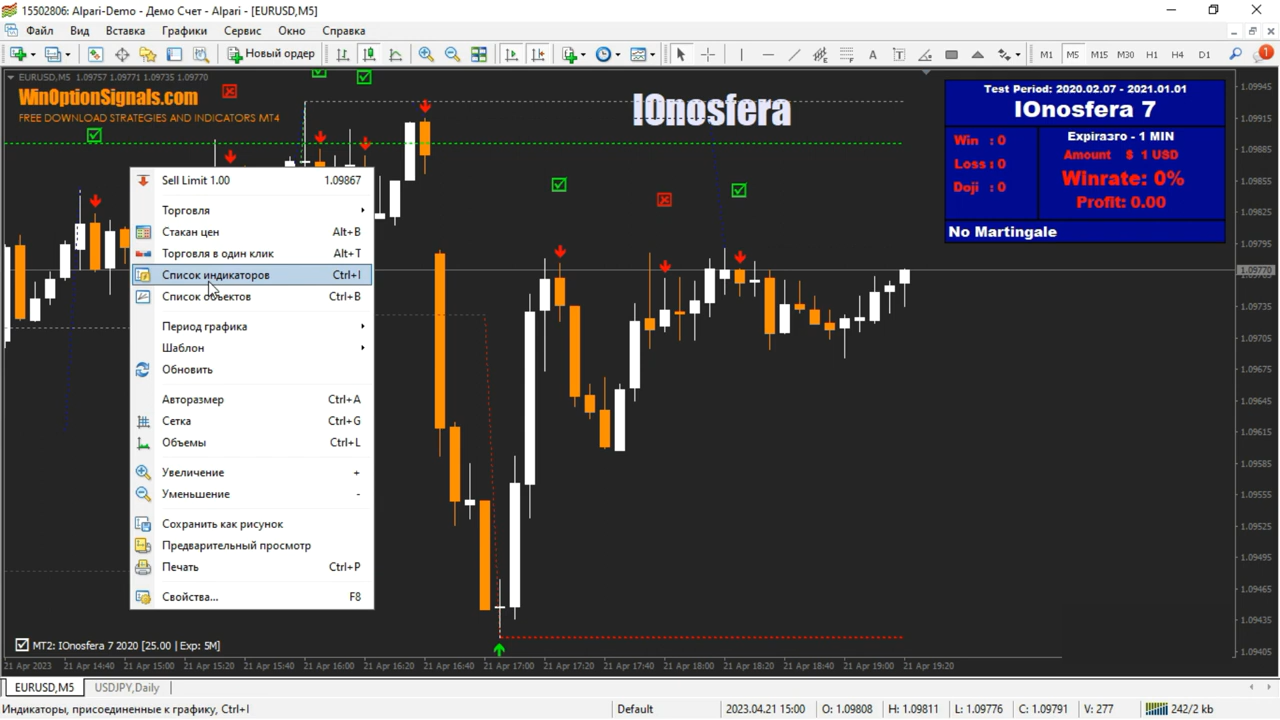 15502806: Alpari-Demo - Демо Счет - Alpari - [EURUSD,M5]
Файл Вид Вставка Графики Сервис Окно Справка
Новый ордер M1 M5 M15 M30 H1 H4 D1 1
EURUSD,M5 1.09757 1.09771 1.09735 1.09770
WinOptionSignals.com
FREE DOWNLOAD STRATEGIES AND INDICATORS MT4
IOnosfera
Test Period: 2020.02.07 - 2021.01.01
IOnosfera 7
Win : 0
Loss : 0
Doji : 0
Expiraзго - 1 MIN
Amount $ 1 USD
Winrate: 0%
Profit: 0.00
No Martingale
Sell Limit 1.00 1.09867
Торговля
Стакан цен Alt+B
Торговля в один клик Alt+T
Список индикаторов Ctrl+I
Список объектов Ctrl+B
Период графика
Шаблон
Обновить
Авторазмер Ctrl+A
Сетка Ctrl+G
Объемы Ctrl+L
Увеличение +
Уменьшение -
Сохранить как рисунок
Предварительный просмотр
Печать Ctrl+P
Свойства... F8
1.09945
1.09915
1.09885
1.09855
1.09825
1.09795
1.09770
1.09735
1.09705
1.09675
1.09645
1.09615
1.09585
1.09555
1.09525
1.09495
1.09465
1.09435
1.09405
MT2: IOnosfera 7 2020 [25.00 | Exp: 5M]
21 Apr 2023 21 Apr 14:40 21 Apr 15:00 21 Apr 15:20 21 Apr 15:40 21 Apr 16:00 21 Apr 16:20 21 Apr 16:40 21 Apr 17:00 21 Apr 17:20 21 Apr 17:40 21 Apr 18:00 21 Apr 18:20 21 Apr 18:40 21 Apr 19:00 21 Apr 19:20
EURUSD,M5 USDJPY,Daily
Индикаторы, присоединенные к графику, Ctrl+I Default 2023.04.21 15:00 O: 1.09808 H: 1.09811 L: 1.09776 C: 1.09791 V: 277 242/2 kb